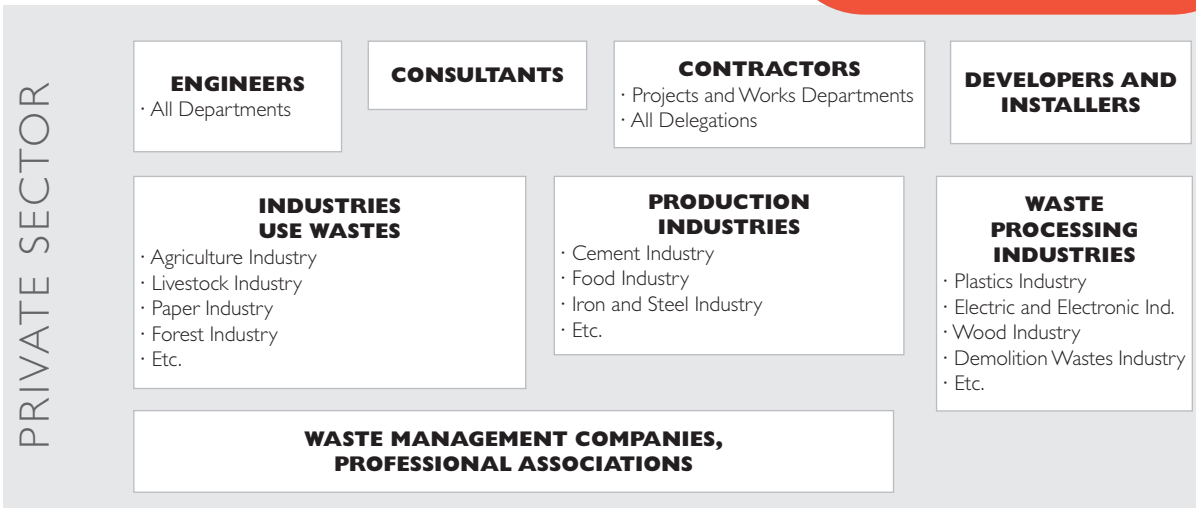 PRIVATE SECTOR
ENGINEERS
· All Departments
CONSULTANTS
CONTRACTORS
· Projects and Works Departments
· All Delegations
DEVELOPERS AND
INSTALLERS
INDUSTRIES
USE WASTES
· Agriculture Industry
· Livestock Industry
· Paper Industry
· Forest Industry
· Etc.
PRODUCTION
INDUSTRIES
· Cement Industry
· Food Industry
· Iron and Steel Industry
· Etc.
WASTE
PROCESSING
INDUSTRIES
· Plastics Industry
· Electric and Electronic Ind.
· Wood Industry
· Demolition Wastes Industry
· Etc.
WASTE MANAGEMENT COMPANIES,
PROFESSIONAL ASSOCIATIONS